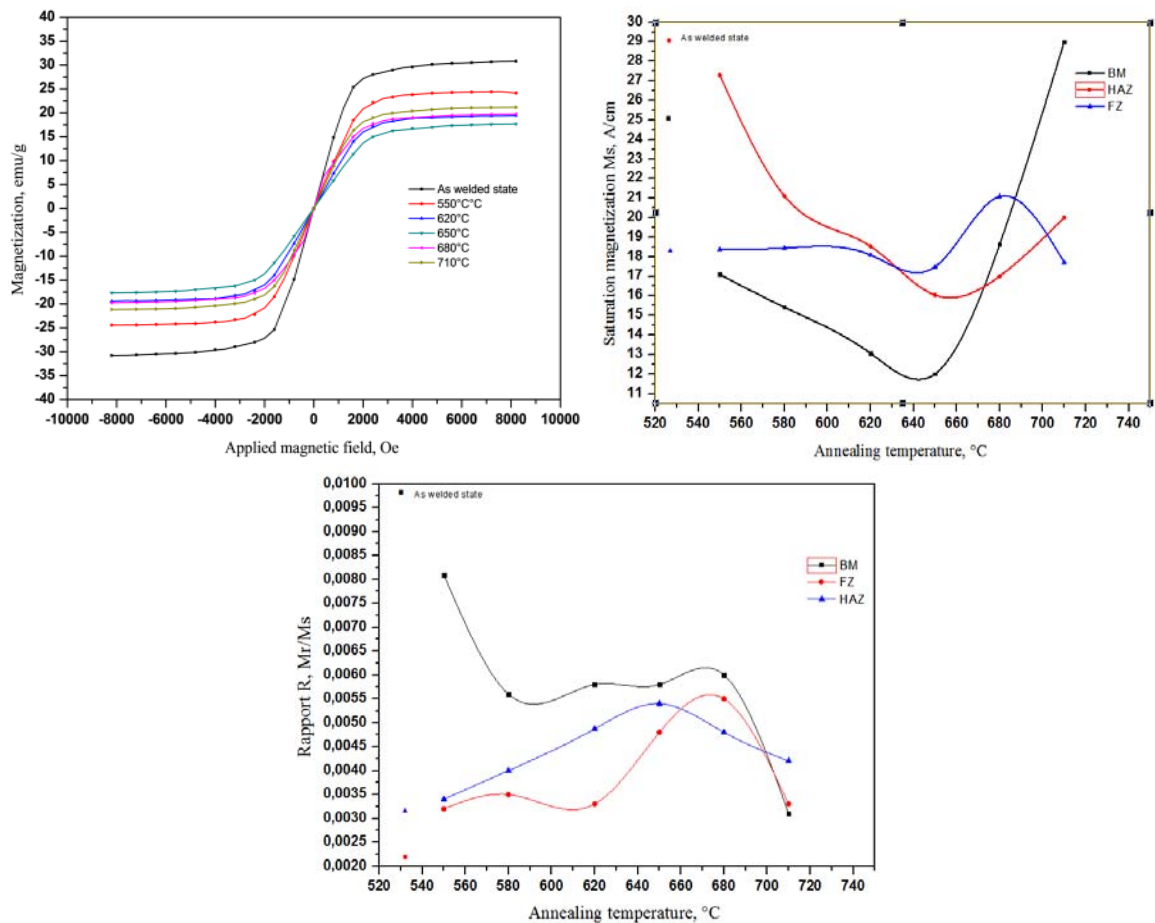 40
35
30
25
20
15
10
5
0
-5
-10
-15
-20
-25
-30
-35
-40
Magnetization, emu/g
As welded state
550°C°C
620°C
650°C
680°C
710°C
-10000 -8000 -6000 -4000 -2000 0 2000 4000 6000 8000 10000
Applied magnetic field, Oe
30
29
28
27
26
25
24
23
22
21
20
19
18
17
16
15
14
13
12
11
Saturation magnetization Ms, A/cm
As welded state
BM
HAZ
FZ
520 540 560 580 600 620 640 660 680 700 720 740
Annealing temperature, °C
0,0100
0,0095
0,0090
0,0085
0,0080
0,0075
0,0070
0,0065
0,0060
0,0055
0,0050
0,0045
0,0040
0,0035
0,0030
0,0025
0,0020
Rapport R, Mr/Ms
As welded state
BM
FZ
HAZ
520 540 560 580 600 620 640 660 680 700 720 740
Annealing temperature, °C